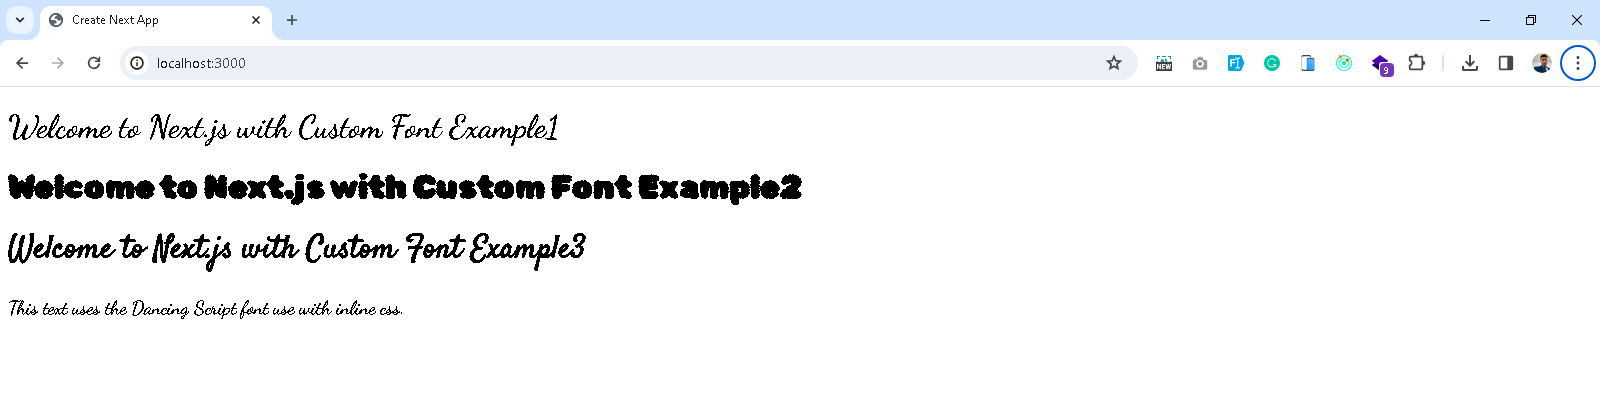 Create Next App
localhost:3000
NEW
9
Welcome to Next.js with Custom Font Example1
Welcome to Next.js with Custom Font Example2
Welcome to Next.js with Custom Font Example3
This text uses the Dancing Script font use with inline css.